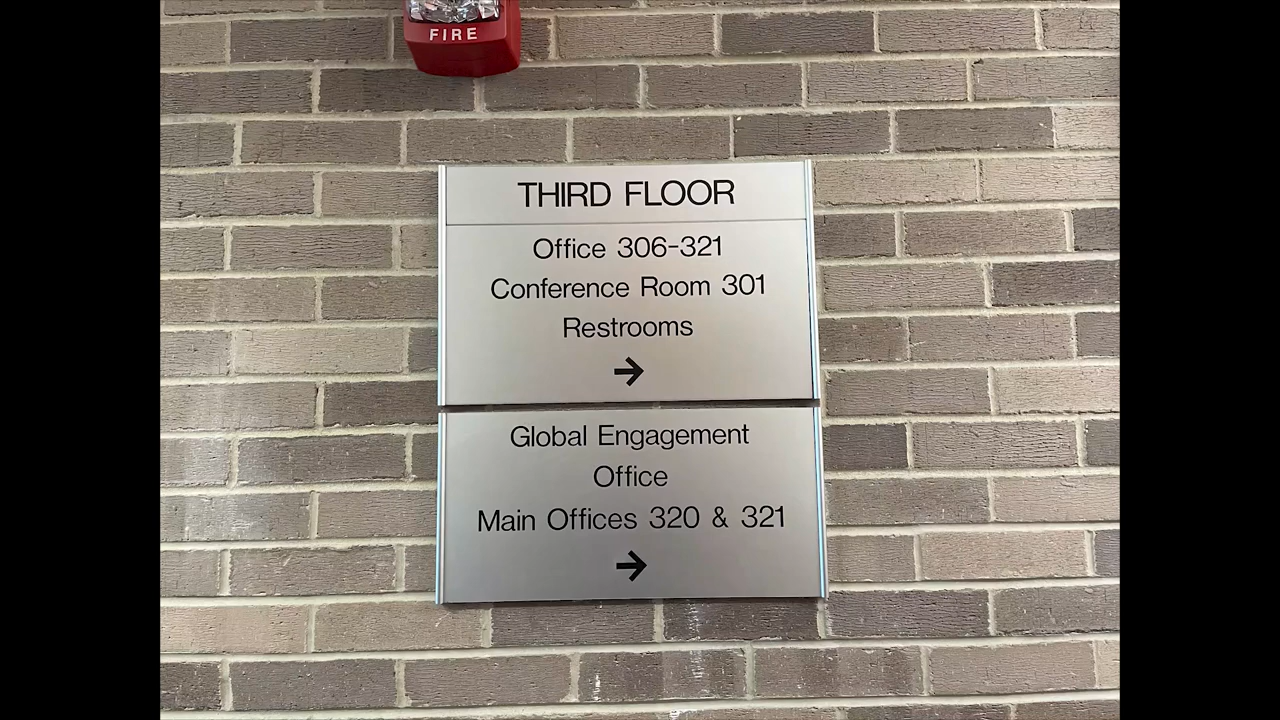 FIRE
THIRD FLOOR
Office 306-321
Conference Room 301
Restrooms
→
Global Engagement
Office
Main Offices 320 & 321
→